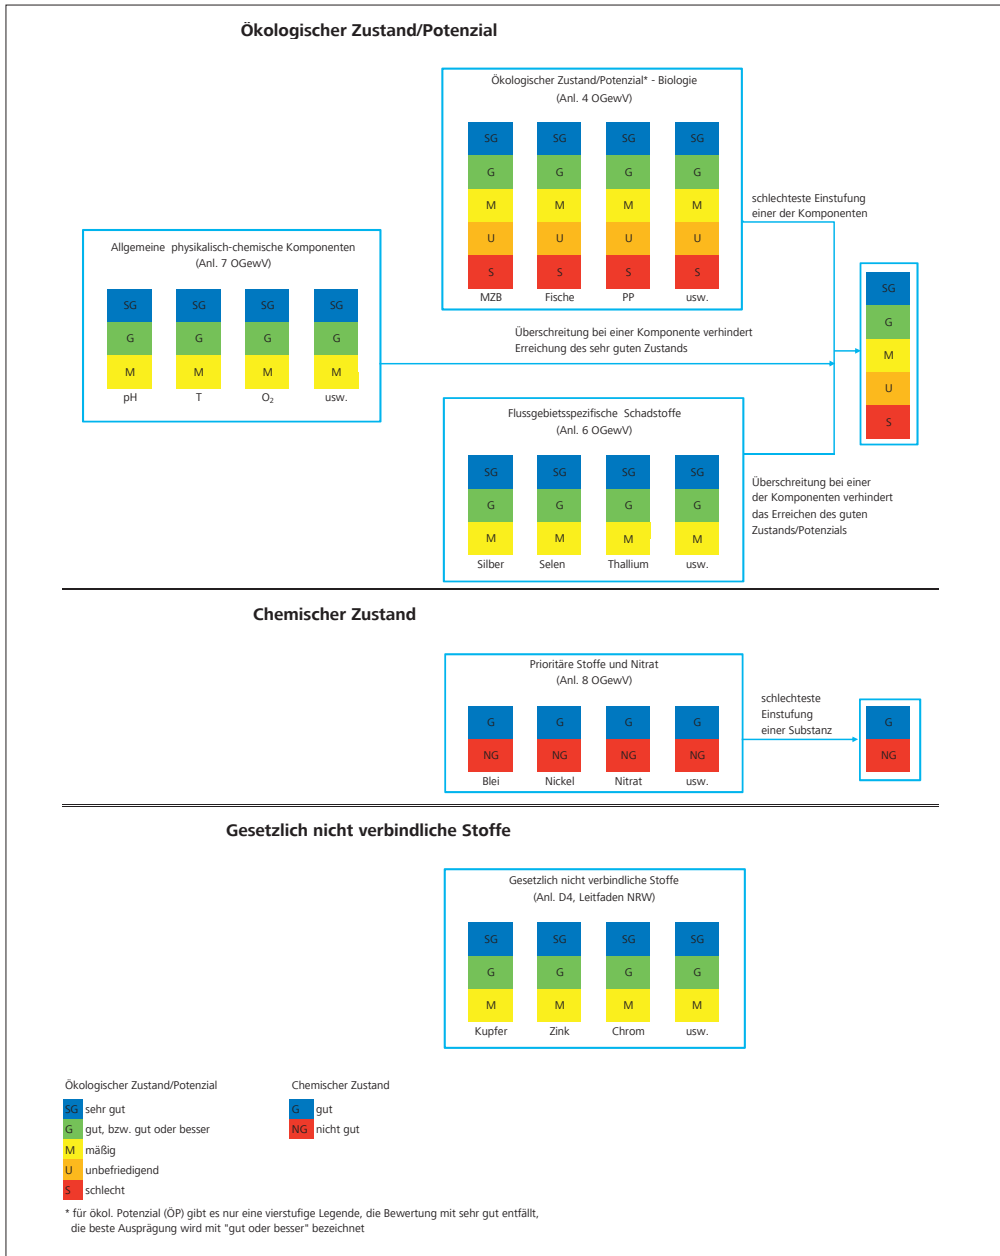 Ökologischer Zustand/Potenzial
Ökologischer Zustand/Potenzial* - Biologie
(Anl. 4 OGewV)
SG SG SG SG
G G G G
M M M M
U U U U
S S S S
MZB Fische PP usw.
schlechteste Einstufung
einer der Komponenten
Allgemeine physikalisch-chemische Komponenten
(Anl. 7 OGewV)
SG SG SG SG
G G G G
M M M M
pH T O₂ usw.
Überschreitung bei einer Komponente verhindert
Erreichung des sehr guten Zustands
SG
G
M
U
S
Flussgebietsspezifische Schadstoffe
(Anl. 6 OGewV)
SG SG SG SG
G G G G
M M M M
Silber Selen Thallium usw.
Überschreitung bei einer
der Komponenten verhindert
das Erreichen des guten
Zustands/Potenzials
Chemischer Zustand
Prioritäre Stoffe und Nitrat
(Anl. 8 OGewV)
G G G G
NG NG NG NG
Blei Nickel Nitrat usw.
schlechteste
Einstufung
einer Substanz
G
NG
Gesetzlich nicht verbindliche Stoffe
Gesetzlich nicht verbindliche Stoffe
(Anl. D4, Leitfaden NRW)
SG SG SG SG
G G G G
M M M M
Kupfer Zink Chrom usw.
Ökologischer Zustand/Potenzial
SG sehr gut
G gut, bzw. gut oder besser
M mäßig
U unbefriedigend
S schlecht
Chemischer Zustand
G gut
NG nicht gut
* für ökol. Potenzial (ÖP) gibt es nur eine vierstufige Legende, die Bewertung mit sehr gut entfällt,
die beste Ausprägung wird mit "gut oder besser" bezeichnet